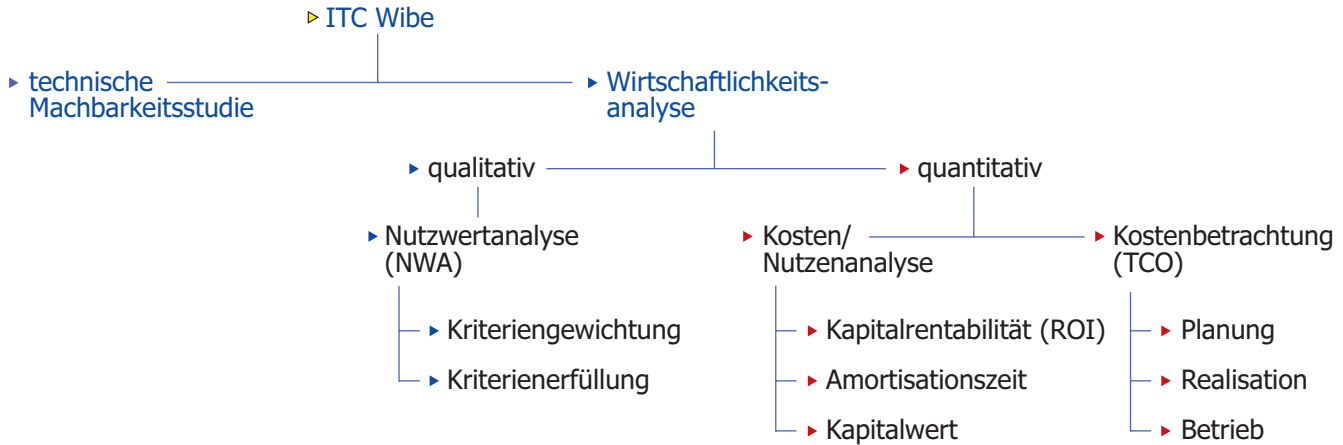 ITC Wibe
technische
Machbarkeitsstudie
Wirtschaftlichkeits-
analyse
qualitativ
quantitativ
Nutzwertanalyse
(NWA)
Kosten/
Nutzenanalyse
Kostenbetrachtung
(TCO)
Kriteriengewichtung
Kriterienerfüllung
Kapitalrentabilität (ROI)
Amortisationszeit
Kapitalwert
Planung
Realisation
Betrieb